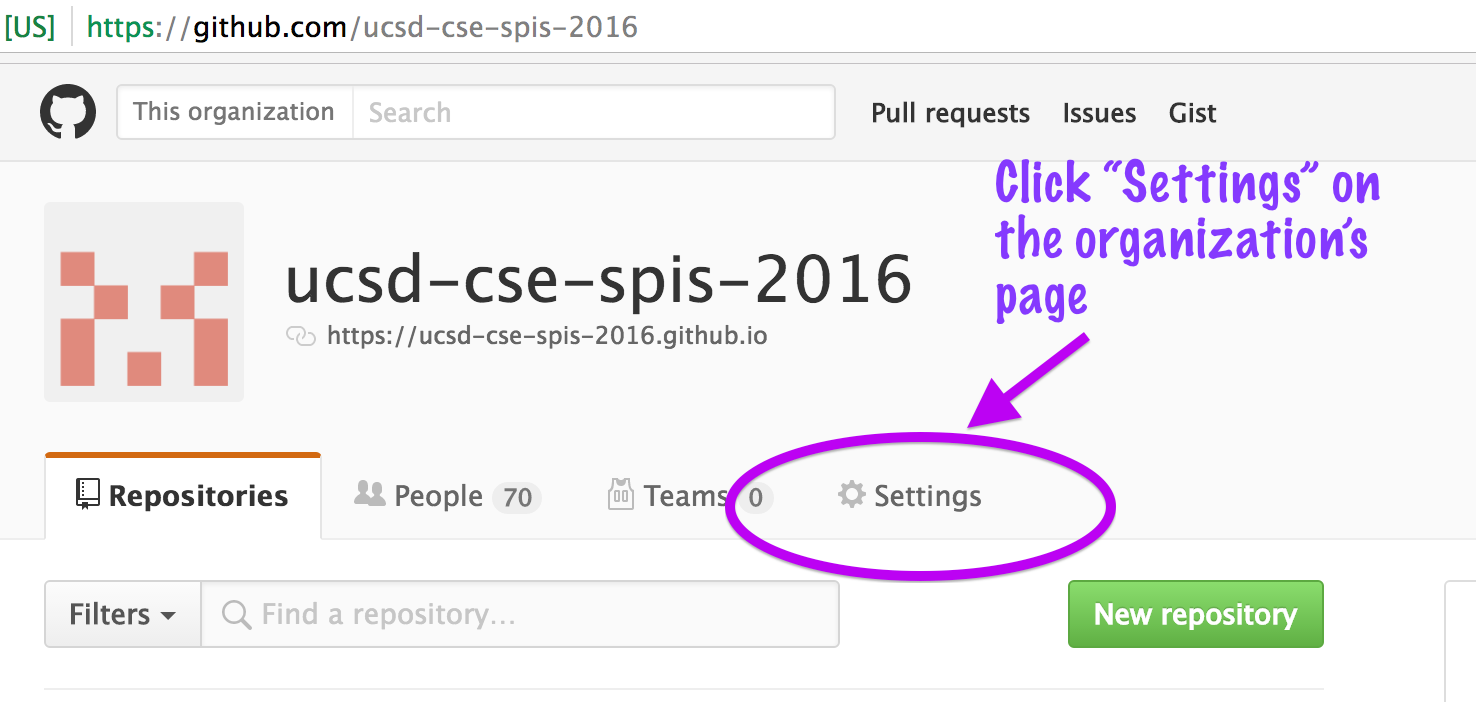 [US] https://github.com/ucsd-cse-spis-2016
This organization Search Pull requests Issues Gist
Click “Settings” on
the organization’s
page
ucsd-cse-spis-2016
https://ucsd-cse-spis-2016.github.io
Repositories People 70 Teams 0 Settings
Filters Find a repository... New repository